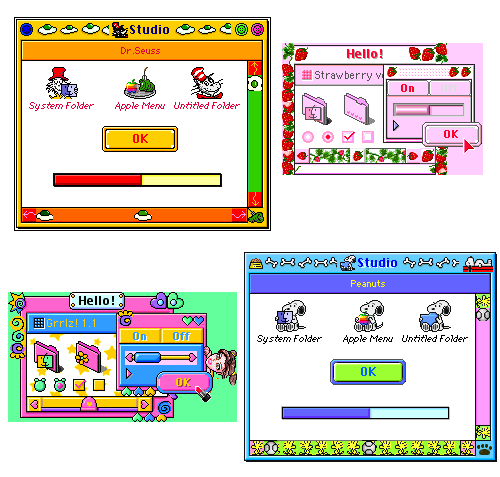 Studio
Dr.Seuss
System Folder
Apple Menu
Untitled Folder
OK
Hello!
Strawberry
On
OK
Hello!
Grrlz! 1.1
On
Off
OK
Studio
Peanuts
System Folder
Apple Menu
Untitled Folder
OK